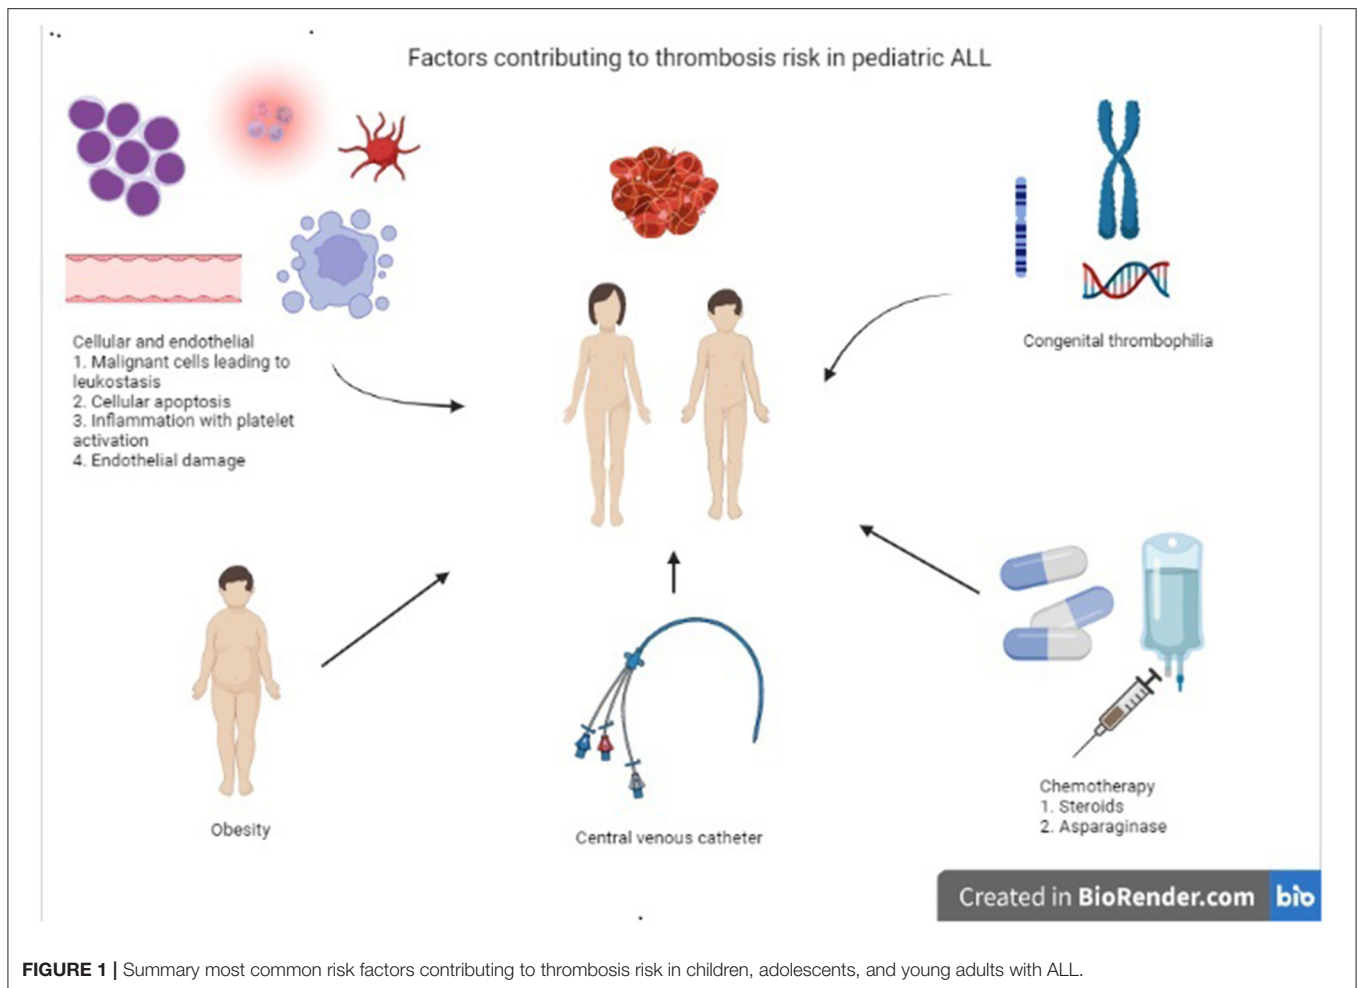 Factors contributing to thrombosis risk in pediatric ALL
Cellular and endothelial
1. Malignant cells leading to
leukostasis
2. Cellular apoptosis
3. Inflammation with platelet
activation
4. Endothelial damage
Congenital thrombophilia
Obesity
Central venous catheter
Chemotherapy
1. Steroids
2. Asparaginase
Created in BioRender.com bio
FIGURE 1 | Summary most common risk factors contributing to thrombosis risk in children, adolescents, and young adults with ALL.